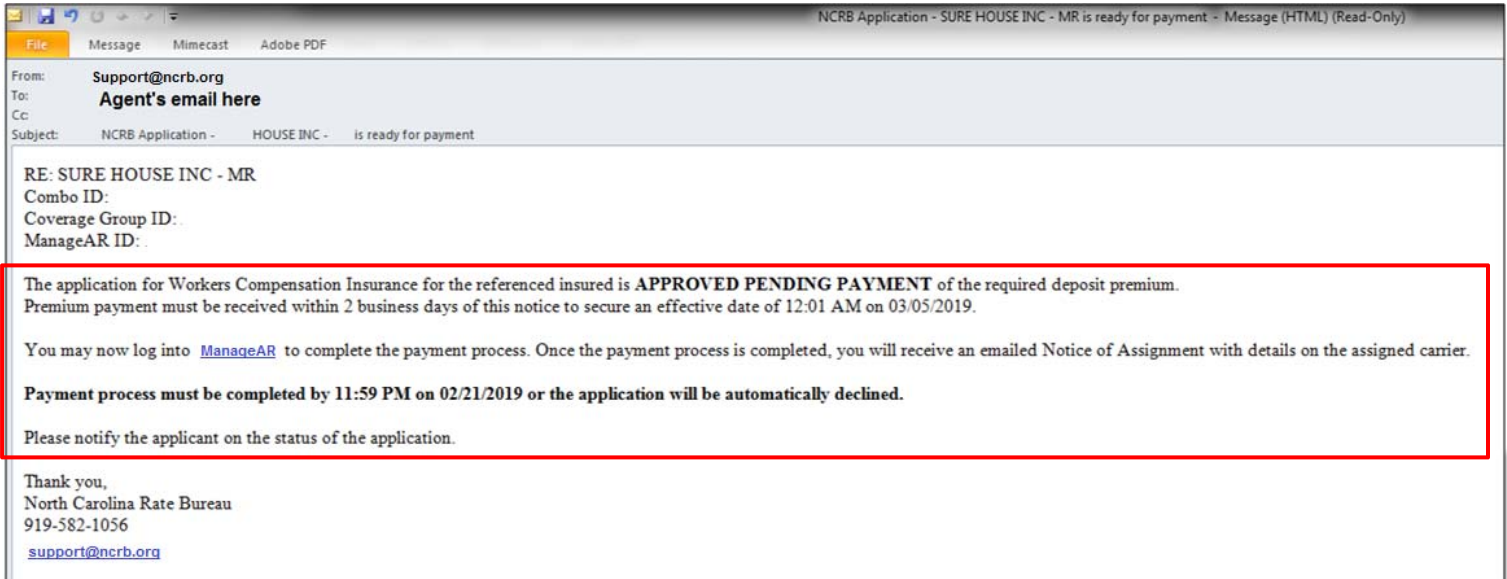 NCRB Application - SURE HOUSE INC - MR is ready for payment - Message (HTML) (Read-Only)
File Message Mimecast Adobe PDF
From: Support@ncrb.org
To: Agent's email here
Cc:
Subject: NCRB Application - HOUSE INC - is ready for payment
RE: SURE HOUSE INC - MR
Combo ID:
Coverage Group ID:
ManageAR ID:
The application for Workers Compensation Insurance for the referenced insured is APPROVED PENDING PAYMENT of the required deposit premium.
Premium payment must be received within 2 business days of this notice to secure an effective date of 12:01 AM on 03/05/2019.
You may now log into ManageAR to complete the payment process. Once the payment process is completed, you will receive an emailed Notice of Assignment with details on the assigned carrier.
Payment process must be completed by 11:59 PM on 02/21/2019 or the application will be automatically declined.
Please notify the applicant on the status of the application.
Thank you,
North Carolina Rate Bureau
919-582-1056
support@ncrb.org